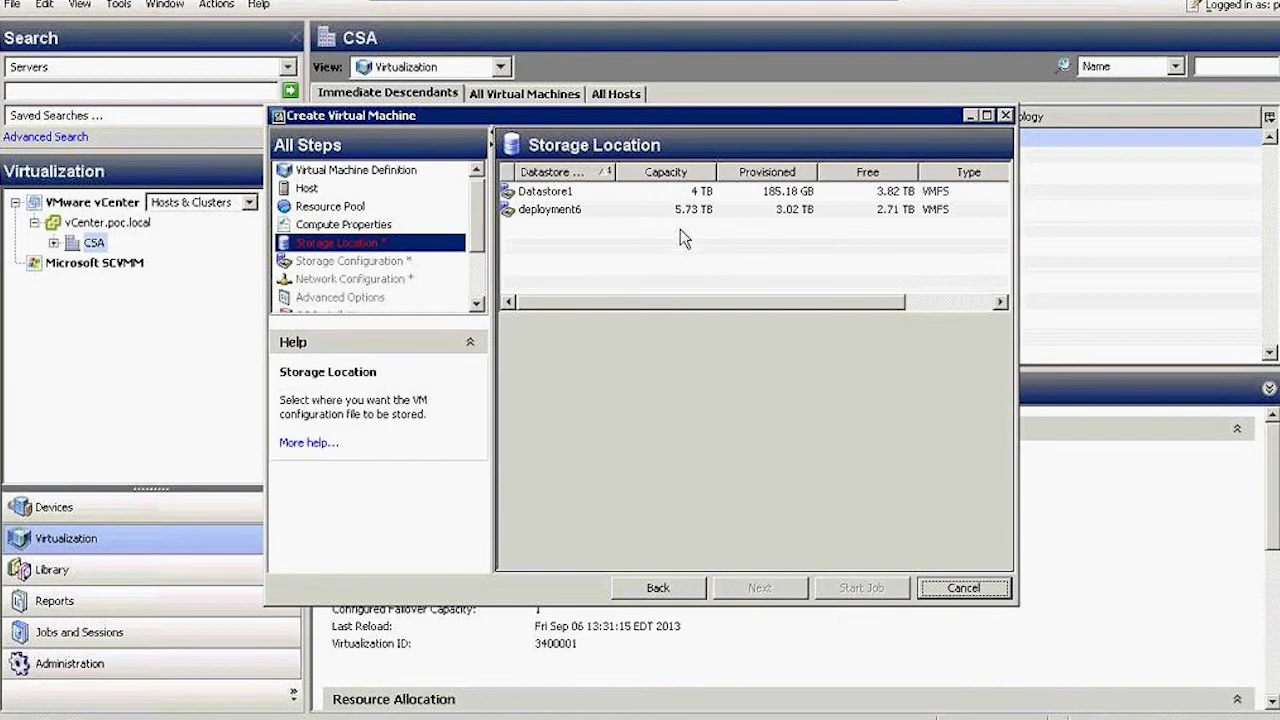 File Edit View Tools Window Actions Help
Logged in as: p
Search
CSA
Servers
View: Virtualization
Name
Immediate Descendants All Virtual Machines All Hosts
Saved Searches ...
Advanced Search
ology
Virtualization
VMware vCenter Hosts & Clusters
vCenter.poc.local
CSA
Microsoft SCVMM
Create Virtual Machine
All Steps
Virtual Machine Definition
Host
Resource Pool
Compute Properties
Storage Location *
Storage Configuration *
Network Configuration *
Advanced Options
Help
Storage Location
Select where you want the VM
configuration file to be stored.
More help...
Storage Location
Datastore ... 1 Capacity Provisioned Free Type
Datastore1 4 TB 185.18 GB 3.82 TB VMFS
deployment6 5.73 TB 3.02 TB 2.71 TB VMFS
Back Next Start Job Cancel
Devices
Virtualization
Library
Reports
Jobs and Sessions
Administration
Configured Failover Capacity: 1
Last Reload: Fri Sep 06 13:31:15 EDT 2013
Virtualization ID: 3400001
Resource Allocation